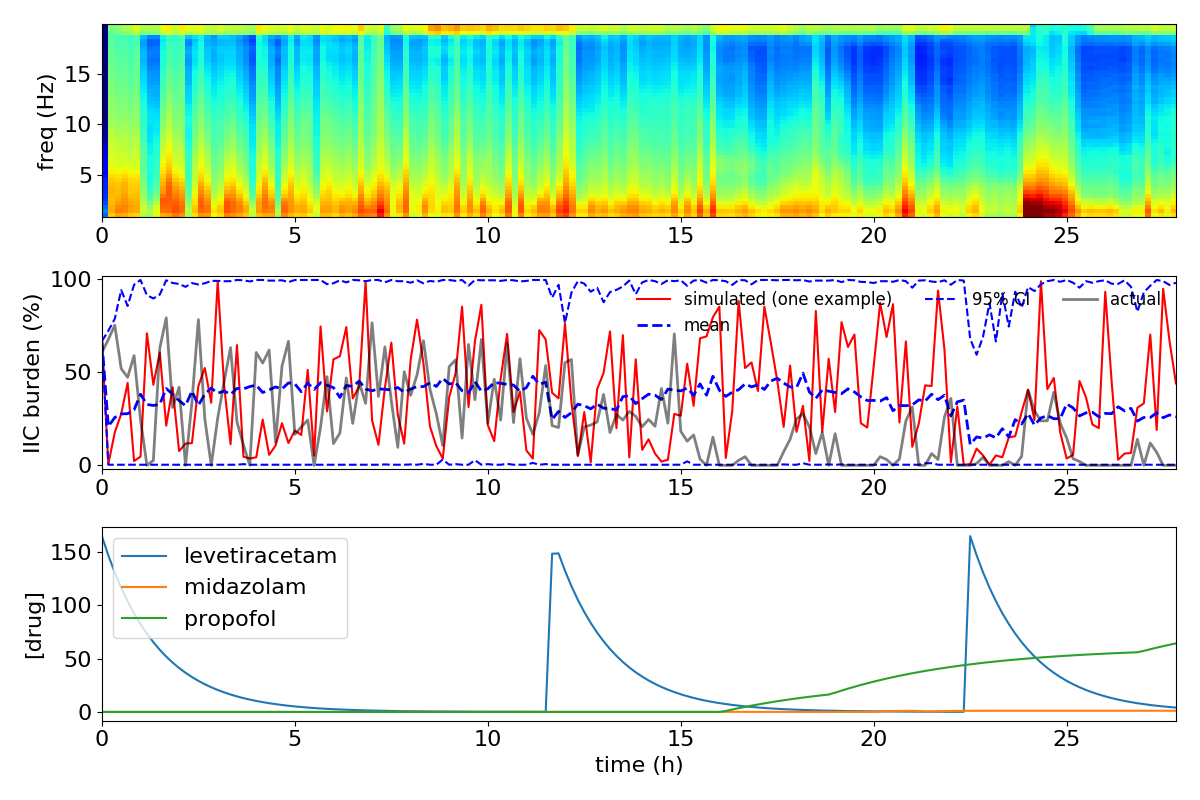 freq (Hz)
15
10
5
0 5 10 15 20 25
IIC burden (%)
100
50
0
simulated (one example) 95% CI actual
mean
0 5 10 15 20 25
[drug]
150
100
50
0
levetiracetam
midazolam
propofol
0 5 10 15 20 25
time (h)